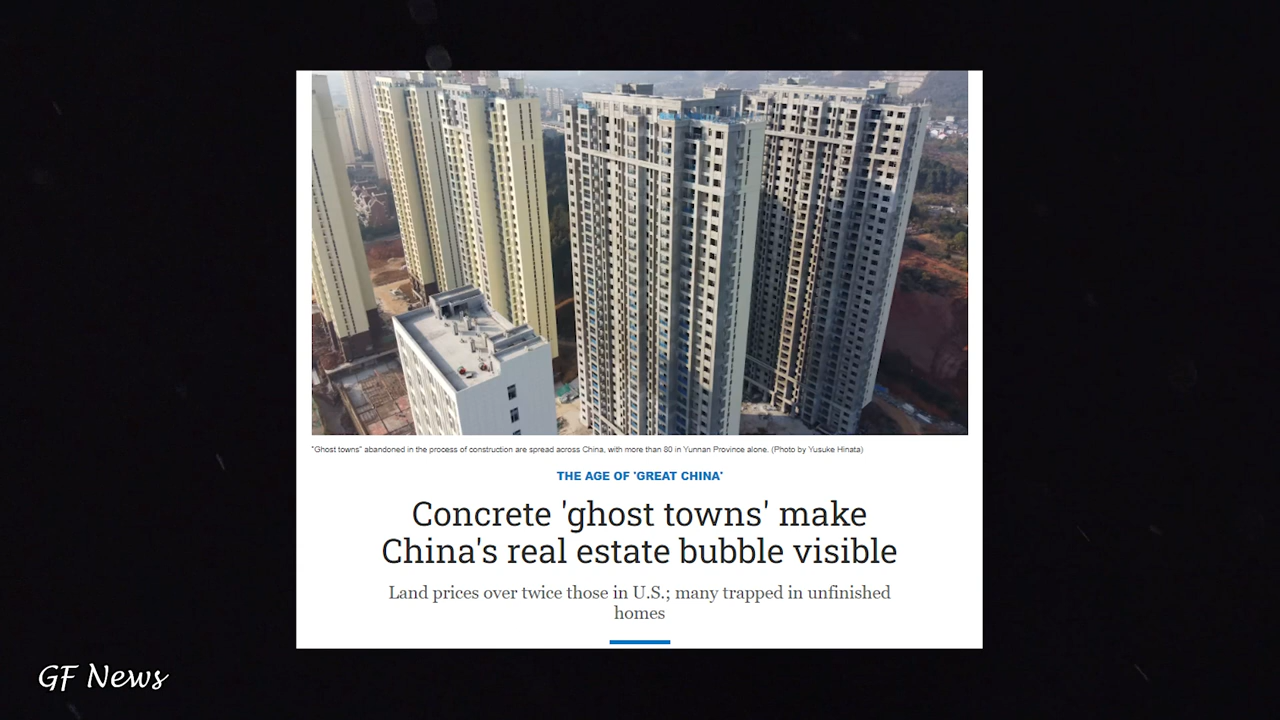 "Ghost towns" abandoned in the process of construction are spread across China, with more than 80 in Yunnan Province alone. (Photo by Yusuke Hinata)
THE AGE OF 'GREAT CHINA'
Concrete 'ghost towns' make
China's real estate bubble visible
Land prices over twice those in U.S.; many trapped in unfinished
homes
GF News